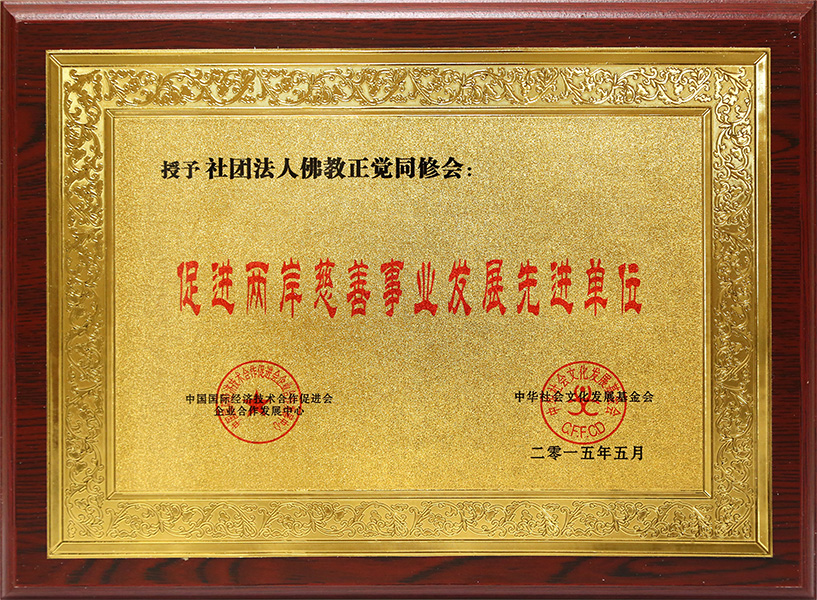 授予 社团法人佛教正觉同修会：
促进两岸慈善事业发展先进单位
中国国际经济技术合作促进会
企业合作发展中心
中华社会文化发展基金会
C.F.F.CD
二零一五年五月